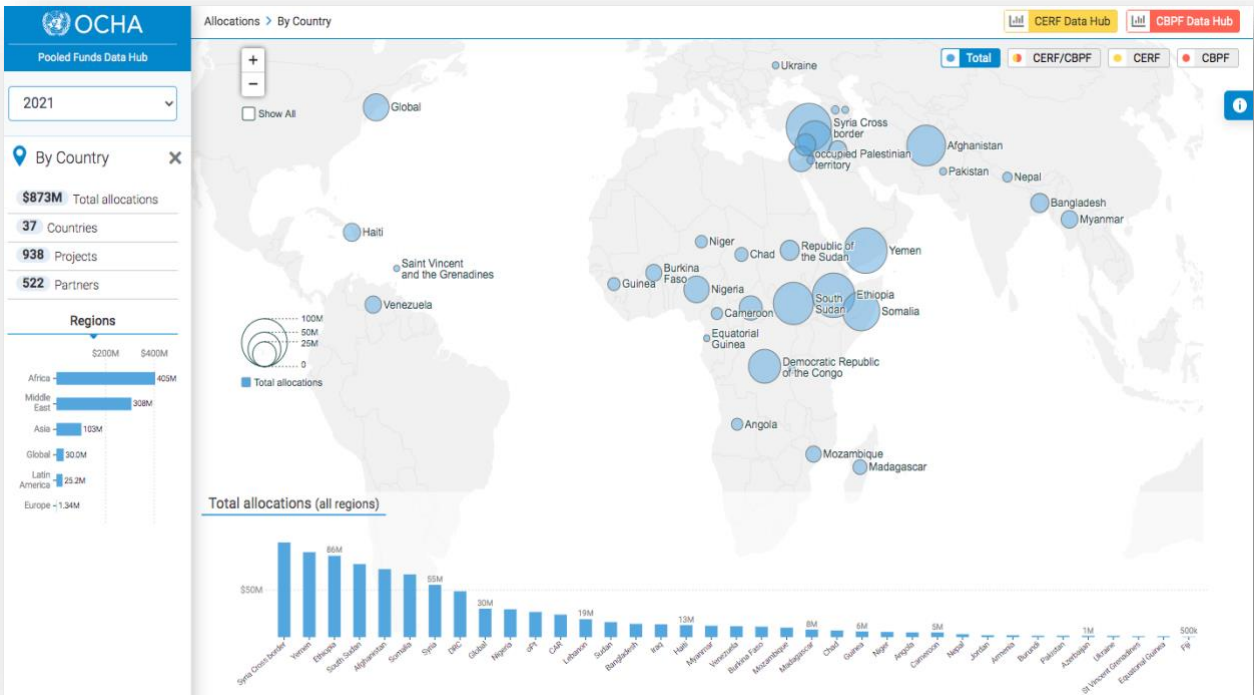 OCHA
Pooled Funds Data Hub
2021
By Country
$873M Total allocations
37 Countries
938 Projects
522 Partners
Regions
$200M $400M
Africa 405M
Middle
East 308M
Asia 103M
Global 30.0M
Latin
America 25.2M
Europe 1.34M
Allocations > By Country
CERF Data Hub
CBPF Data Hub
Total
CERF/CBPF
CERF
CBPF
+
−
Show All
Ukraine
Global
Syria Cross
border
occupied Palestinian
territory
Afghanistan
Pakistan
Nepal
Bangladesh
Myanmar
Haiti
Saint Vincent
and the Grenadines
Venezuela
Niger
Chad
Republic of
the Sudan
Yemen
Burkina
Faso
Guinea
Nigeria
Cameroon
South
Sudan
Ethiopia
Somalia
Equatorial
Guinea
Democratic Republic
of the Congo
Angola
Mozambique
Madagascar
100M
50M
25M
0
Total allocations
Total allocations (all regions)
$50M
86M
55M
30M
19M
13M
8M
6M
5M
1M
500k
Syria Cross border
Yemen
Ethiopia
South Sudan
Afghanistan
Somalia
Syria
DRC
Global
Nigeria
oPt
CAR
Lebanon
Sudan
Bangladesh
Iraq
Haiti
Myanmar
Venezuela
Burkina Faso
Mozambique
Madagascar
Chad
Guinea
Niger
Angola
Cameroon
Nepal
Jordan
Armenia
Burundi
Pakistan
Azerbaijan
Ukraine
St Vincent Grenadines
Equatorial Guinea
Fiji